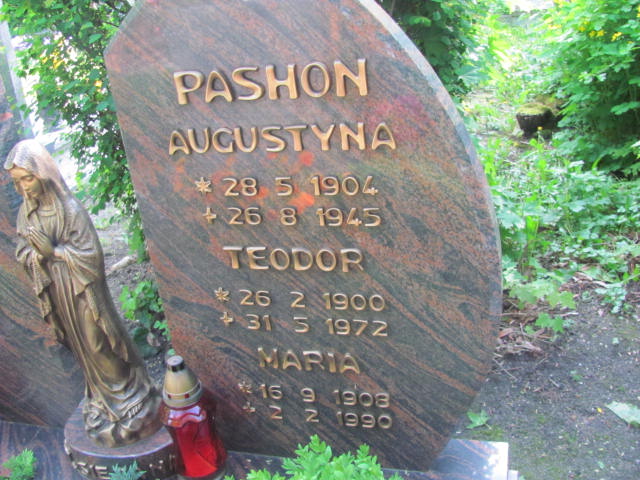 PASHON
AUGUSTYNA
* 28 5 1904
+ 26 8 1945
TEODOR
* 26 2 1900
+ 31 5 1972
MARIA
* 16 9 1908
+ 2 2 1990